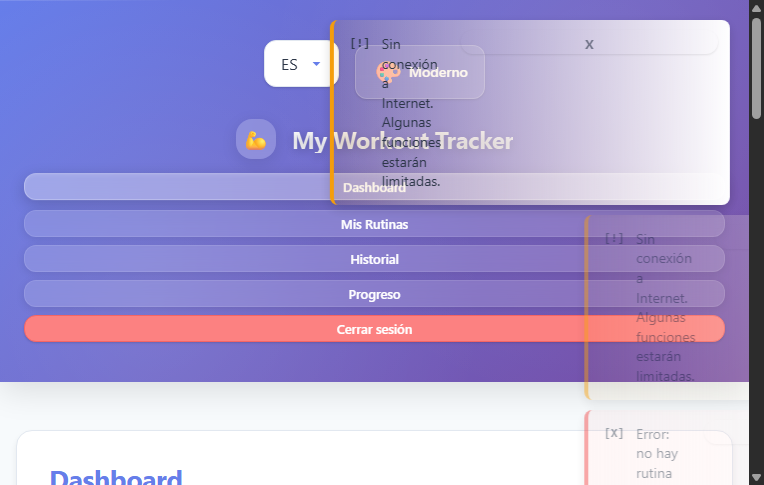 ES
Moderno
My Workout Tracker
Dashboard
Mis Rutinas
Historial
Progreso
Cerrar sesión
Dashboard
[!] Sin
conexión
a
Internet.
Algunas
funciones
estarán
limitadas.
X
[!] Sin
conexión
a
Internet.
Algunas
funciones
estarán
limitadas.
[X] Error:
no hay
rutina